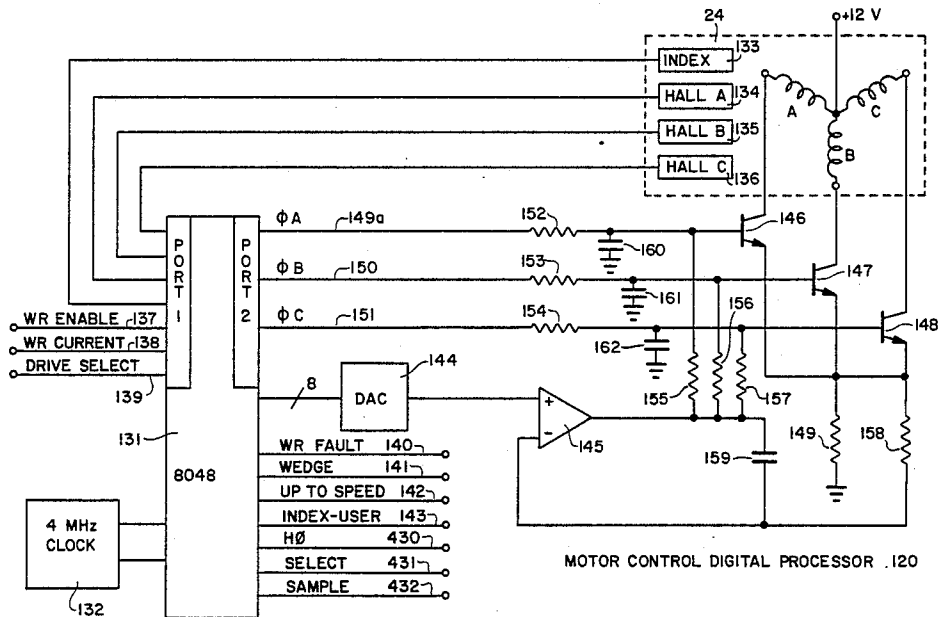 +12 V
24
INDEX 133
HALL A 134
HALL B 135
HALL C 136
A
C
B
PORT 1
PORT 2
ΦA 149a
ΦB 150
ΦC 151
152
153
154
160
161
162
146
147
148
156
155
157
WR ENABLE 137
WR CURRENT 138
DRIVE SELECT
139
131
8048
8
DAC
144
+
−
145
159
149
158
WR FAULT 140
WEDGE 141
UP TO SPEED 142
INDEX-USER 143
HØ 430
SELECT 431
SAMPLE 432
4 MHz
CLOCK
132
MOTOR CONTROL DIGITAL PROCESSOR .120